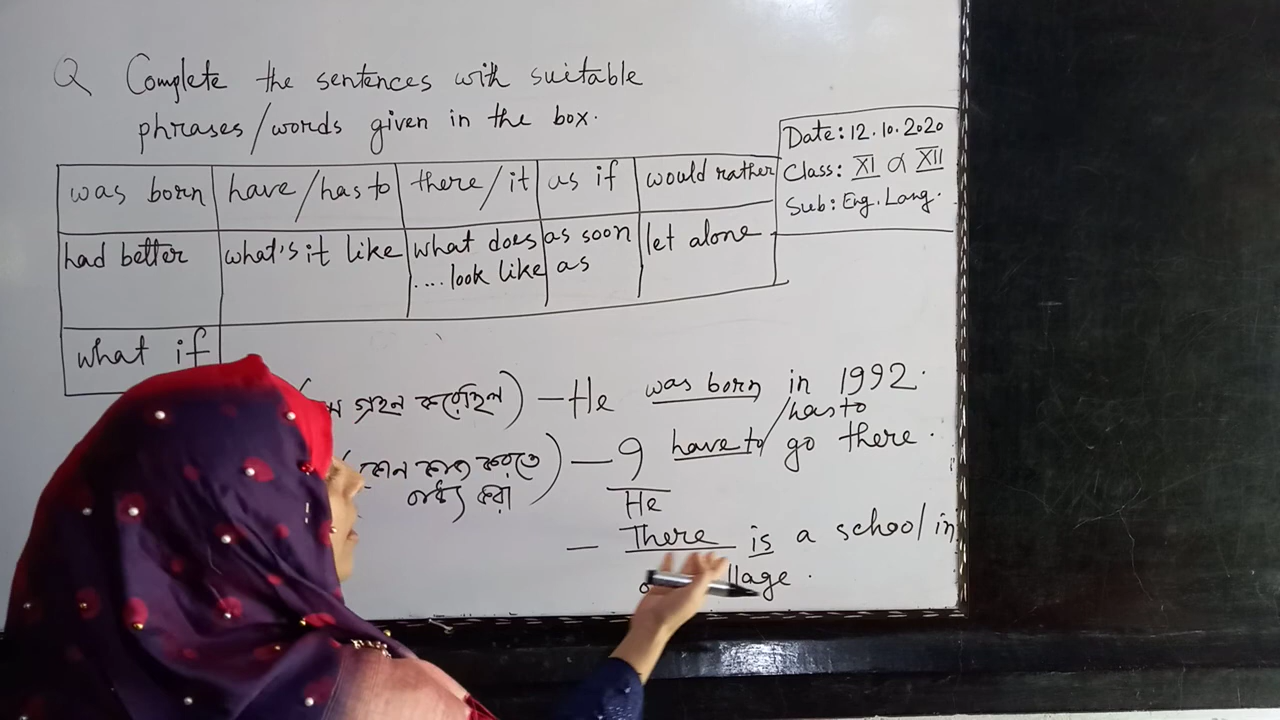 Q Complete the sentences with suitable
phrases/words given in the box.
Date: 12.10.2020
Class: XI & XII
Sub: Eng. Lang.
was born have/has to there/it as if would rather
had better what's it like what does as soon let alone
....look like as
what if
গ্রহন করেছিল) — He was born in 1992.
/has to
করতে) — I have to go there.
বাধ্য করা He
— There is a school in